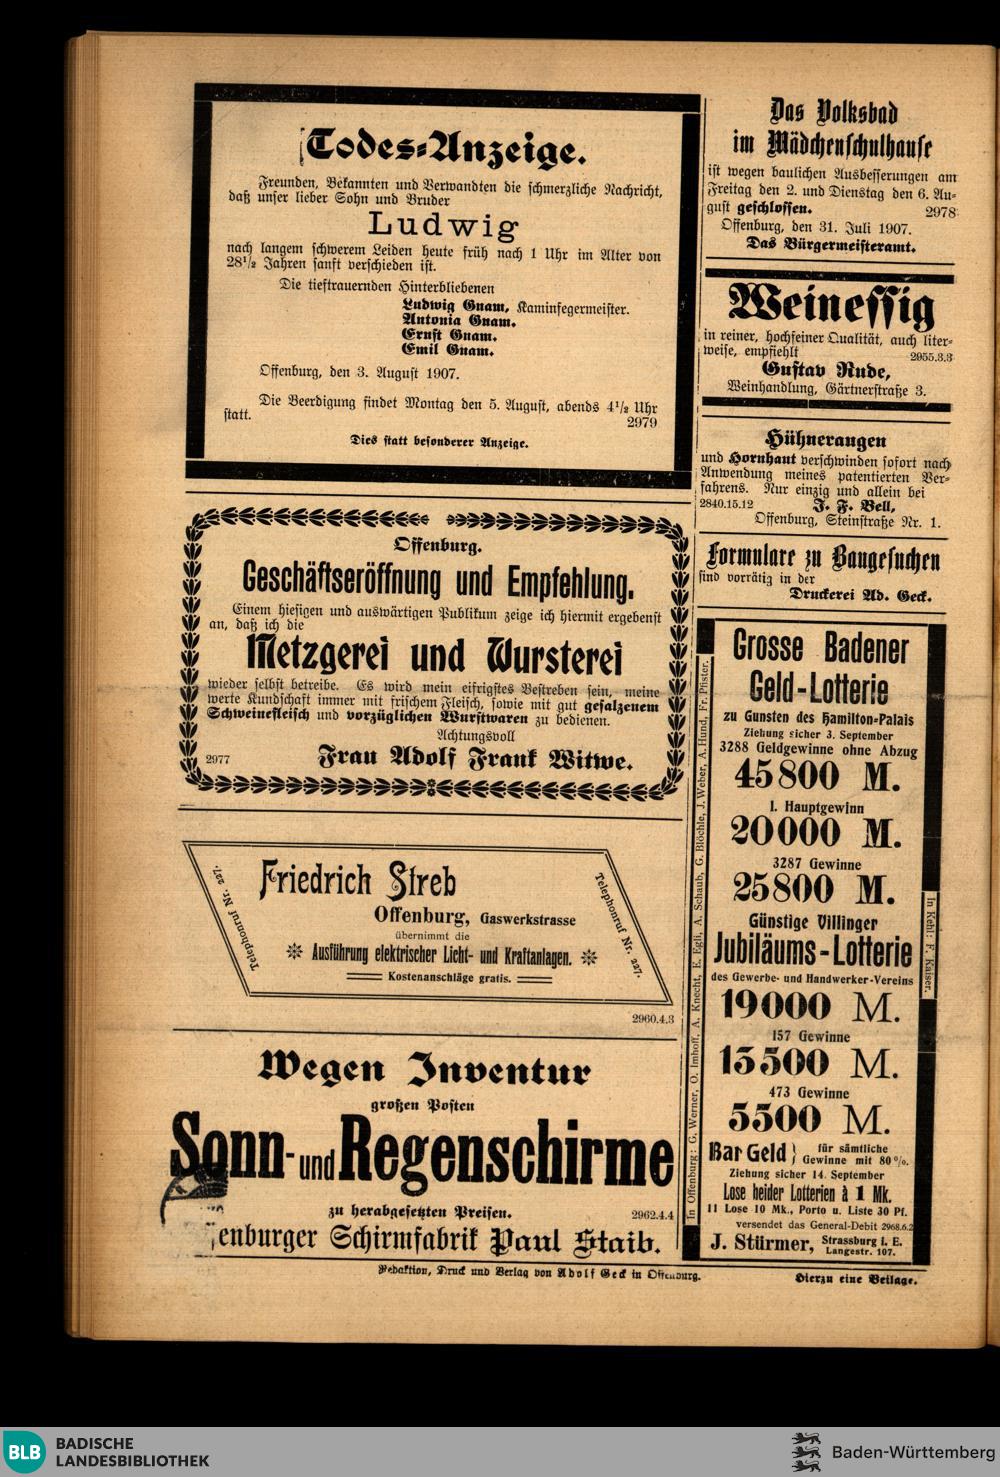 Todes-Anzeige.
Freunden, Bekannten und Verwandten die schmerzliche Nachricht,
daß unser lieber Sohn und Bruder
Ludwig
nach langem schwerem Leiden heute früh nach 1 Uhr im Alter von
28½ Jahren sanft verschieden ist.
Die tieftrauernden Hinterbliebenen
Ludwig Gnam, Kaminfegermeister.
Antonia Gnam.
Ernst Gnam.
Emil Gnam.
Offenburg, den 3. August 1907.
Die Beerdigung findet Montag den 5. August, abends 4½ Uhr
statt.
2979
Dies statt besonderer Anzeige.
Offenburg.
Geschäftseröffnung und Empfehlung.
Einem hiesigen und auswärtigen Publikum zeige ich hiermit ergebenst
an, daß ich die
Metzgerei und Wursterei
wieder selbst betreibe. Es wird mein eifrigstes Bestreben sein, meine
werte Kundschaft immer mit frischem Fleisch, sowie mit gut gesalzenem
Schweinefleisch und vorzüglichen Wurstwaren zu bedienen.
Achtungsvoll
2977 Frau Adolf Frank Witwe.
Telephonruf Nr. 227.
Friedrich Streb
Offenburg, Gaswerkstrasse
übernimmt die
Ausführung elektrischer Licht- und Kraftanlagen.
Kostenanschläge gratis.
Telephonruf Nr. 227.
2960.4.3
Wegen Inventur
großen Posten
Sonn- und Regenschirme
zu herabgesetzten Preisen. 2962.4.4
enburger Schirmfabrik Paul Staib.
Das Volksbad
im Mädchenschulhause
ist wegen baulichen Ausbesserungen am
Freitag den 2. und Dienstag den 6. Au-
gust geschlossen. 2978
Offenburg, den 31. Juli 1907.
Das Bürgermeisteramt.
Weinessig
in reiner, hochfeiner Qualität, auch liter-
weise, empfiehlt 2955.3.3
Gustav Rude,
Weinhandlung, Gärtnerstraße 3.
Hühneraugen
und Hornhaut verschwinden sofort nach
Anwendung meines patentierten Ver-
fahrens. Nur einzig und allein bei
2840.15.12 J. F. Bell,
Offenburg, Steinstraße Nr. 1.
Formulare zu Baugesuchen
sind vorrätig in der
Druckerei Ad. Geck.
In Offenburg: G. Werner, O. Imhoff, A. Knecht, E. Egli, A. Schaub, G. Blöchle, J. Weber, A. Hund, Fr. Pfister.
Grosse Badener
Geld-Lotterie
zu Gunsten des Hamilton-Palais
Ziehung sicher 3. September
3288 Geldgewinne ohne Abzug
45800 M.
1. Hauptgewinn
20000 M.
3287 Gewinne
25800 M.
Günstige Villinger
Jubiläums-Lotterie
des Gewerbe- und Handwerker-Vereins
19000 M.
157 Gewinne
13500 M.
473 Gewinne
5500 M.
Bar Geld } für sämtliche
Gewinne mit 80%.
Ziehung sicher 14. September
Lose beider Lotterien à 1 Mk.
11 Lose 10 Mk., Porto u. Liste 30 Pf.
versendet das General-Debit 2968.6.2
J. Stürmer, Strassburg i. E.
Langestr. 107.
In Kehl: F. Kaiser.
Redaktion, Druck und Verlag von Adolf Geck in Offenburg.
Hierzu eine Beilage.
BLB BADISCHE
LANDESBIBLIOTHEK
Baden-Württemberg